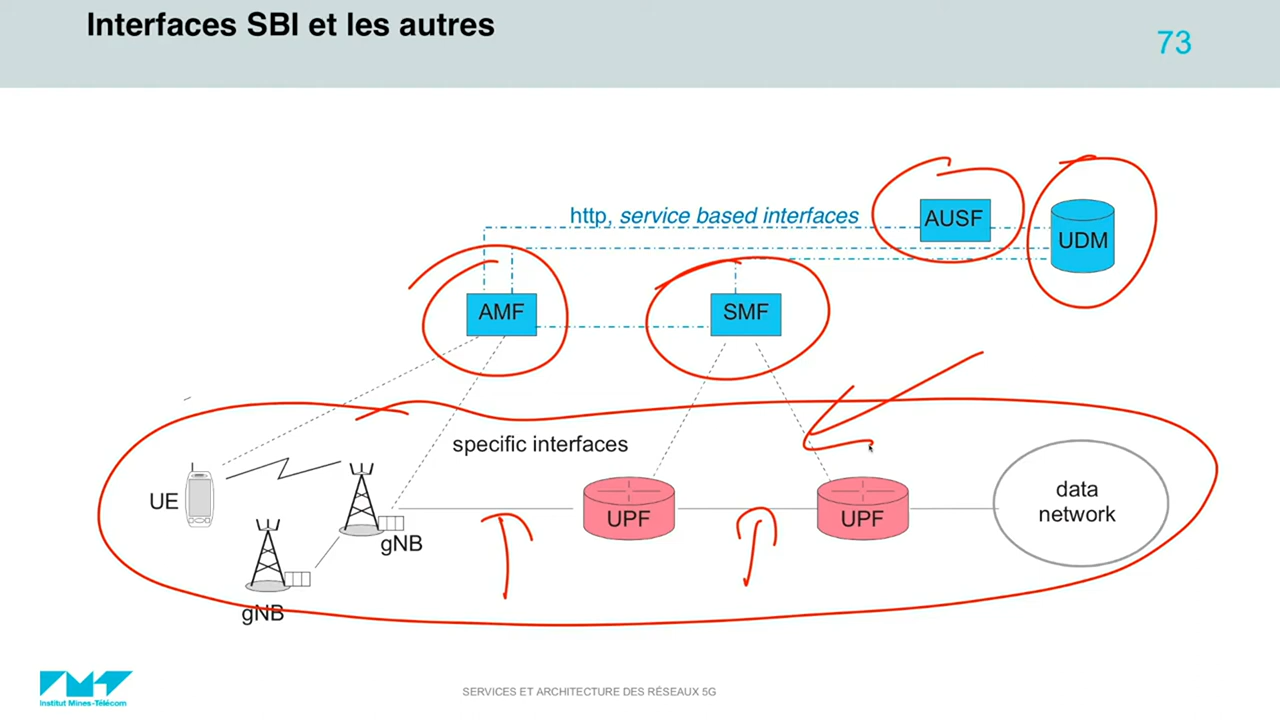 Interfaces SBI et les autres
73
http, service based interfaces
AUSF
UDM
AMF
SMF
specific interfaces
UE
gNB
gNB
UPF
UPF
data
network
Institut Mines-Télécom
SERVICES ET ARCHITECTURE DES RÉSEAUX 5G